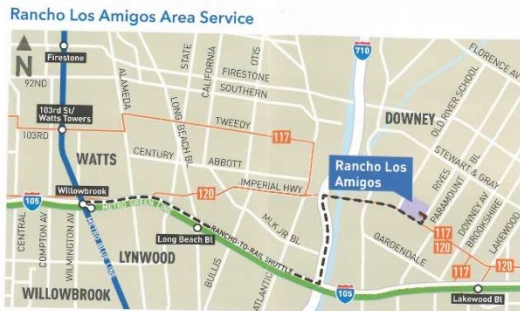 Rancho Los Amigos Area Service
N
Firestone
92ND
103rd St/
Watts Towers
103RD
WATTS
ALAMEDA
STATE
CALIFORNIA
OTIS
FIRESTONE
SOUTHERN
LONG BEACH BL
TWEEDY
117
CENTURY
ABBOTT
IMPERIAL HWY
120
710
DOWNEY
FLORENCE AV
OLD RIVER SCHOOL
STEWART & GRAY
RIVES
PARAMOUNT BL
DOWNEY AV
BROOKSHIRE
LAKEWOOD
Rancho Los
Amigos
GARDENDALE
117
120
117
120
Willowbrook
105
METRO GREEN LINE
METRO BLUE LINE
CENTRAL
COMPTON AV
WILMINGTON AV
WILLOWBROOK
LYNWOOD
Long Beach Bl
BULLIS
MLK JR BL
RANCHO-TO-RAIL SHUTTLE
ATLANTIC
105
Lakewood Bl